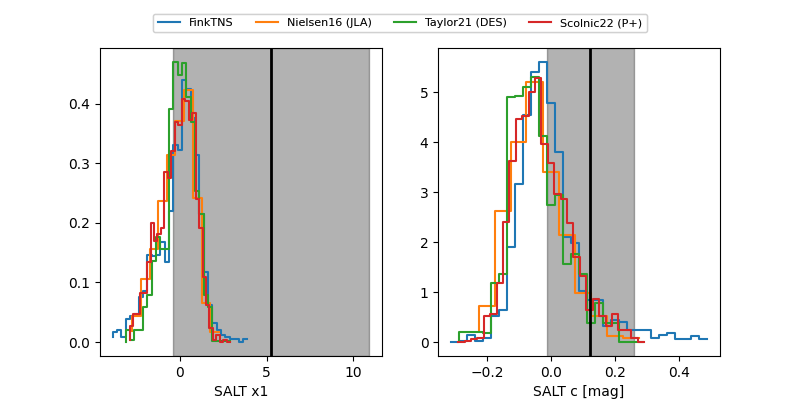 FinkTNS Nielsen16 (JLA) Taylor21 (DES) Scolnic22 (P+)
0.4
0.3
0.2
0.1
0.0
0 5 10
SALT x1
5
4
3
2
1
0
−0.2 0.0 0.2 0.4
SALT c [mag]